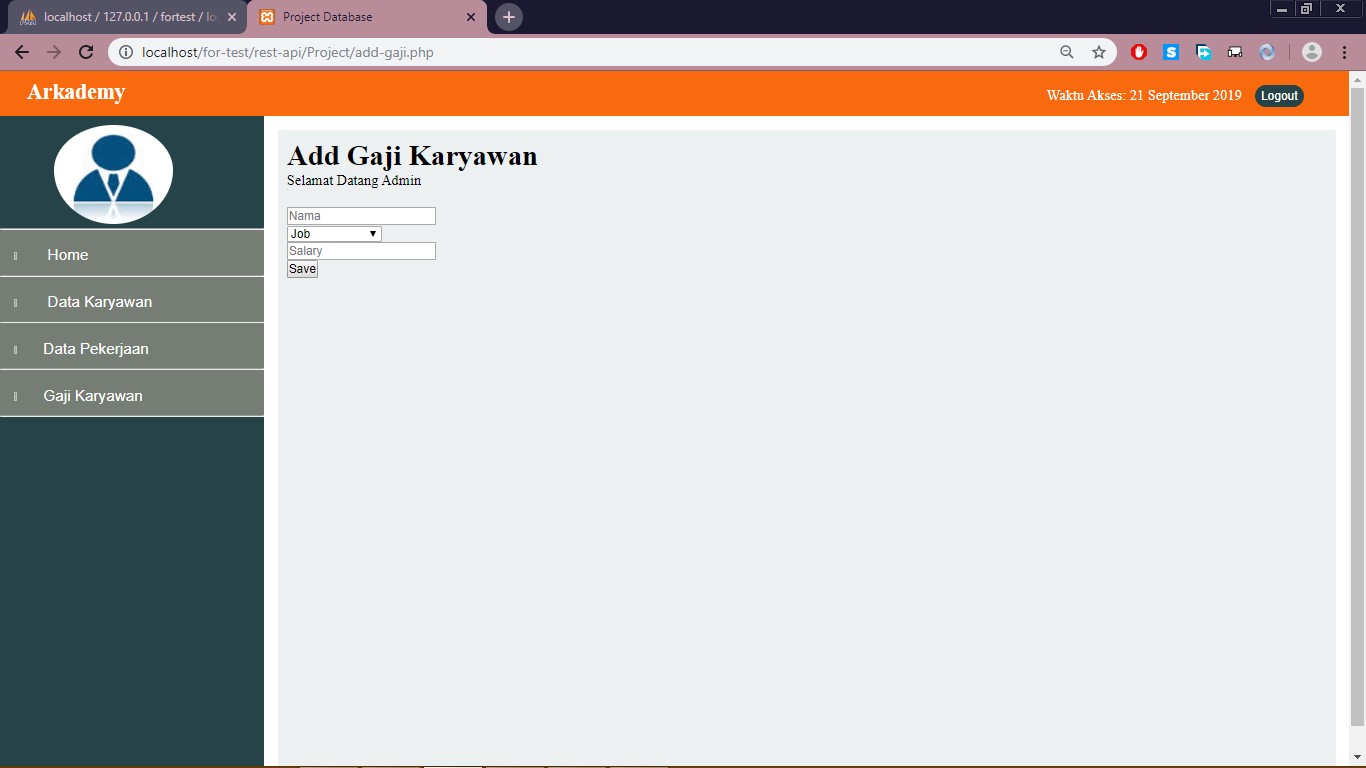 localhost / 127.0.0.1 / fortest / lo
Project Database
localhost/for-test/rest-api/Project/add-gaji.php
Arkademy
Waktu Akses: 21 September 2019
Logout
Home
Data Karyawan
Data Pekerjaan
Gaji Karyawan
Add Gaji Karyawan
Selamat Datang Admin
Nama
Job
Salary
Save